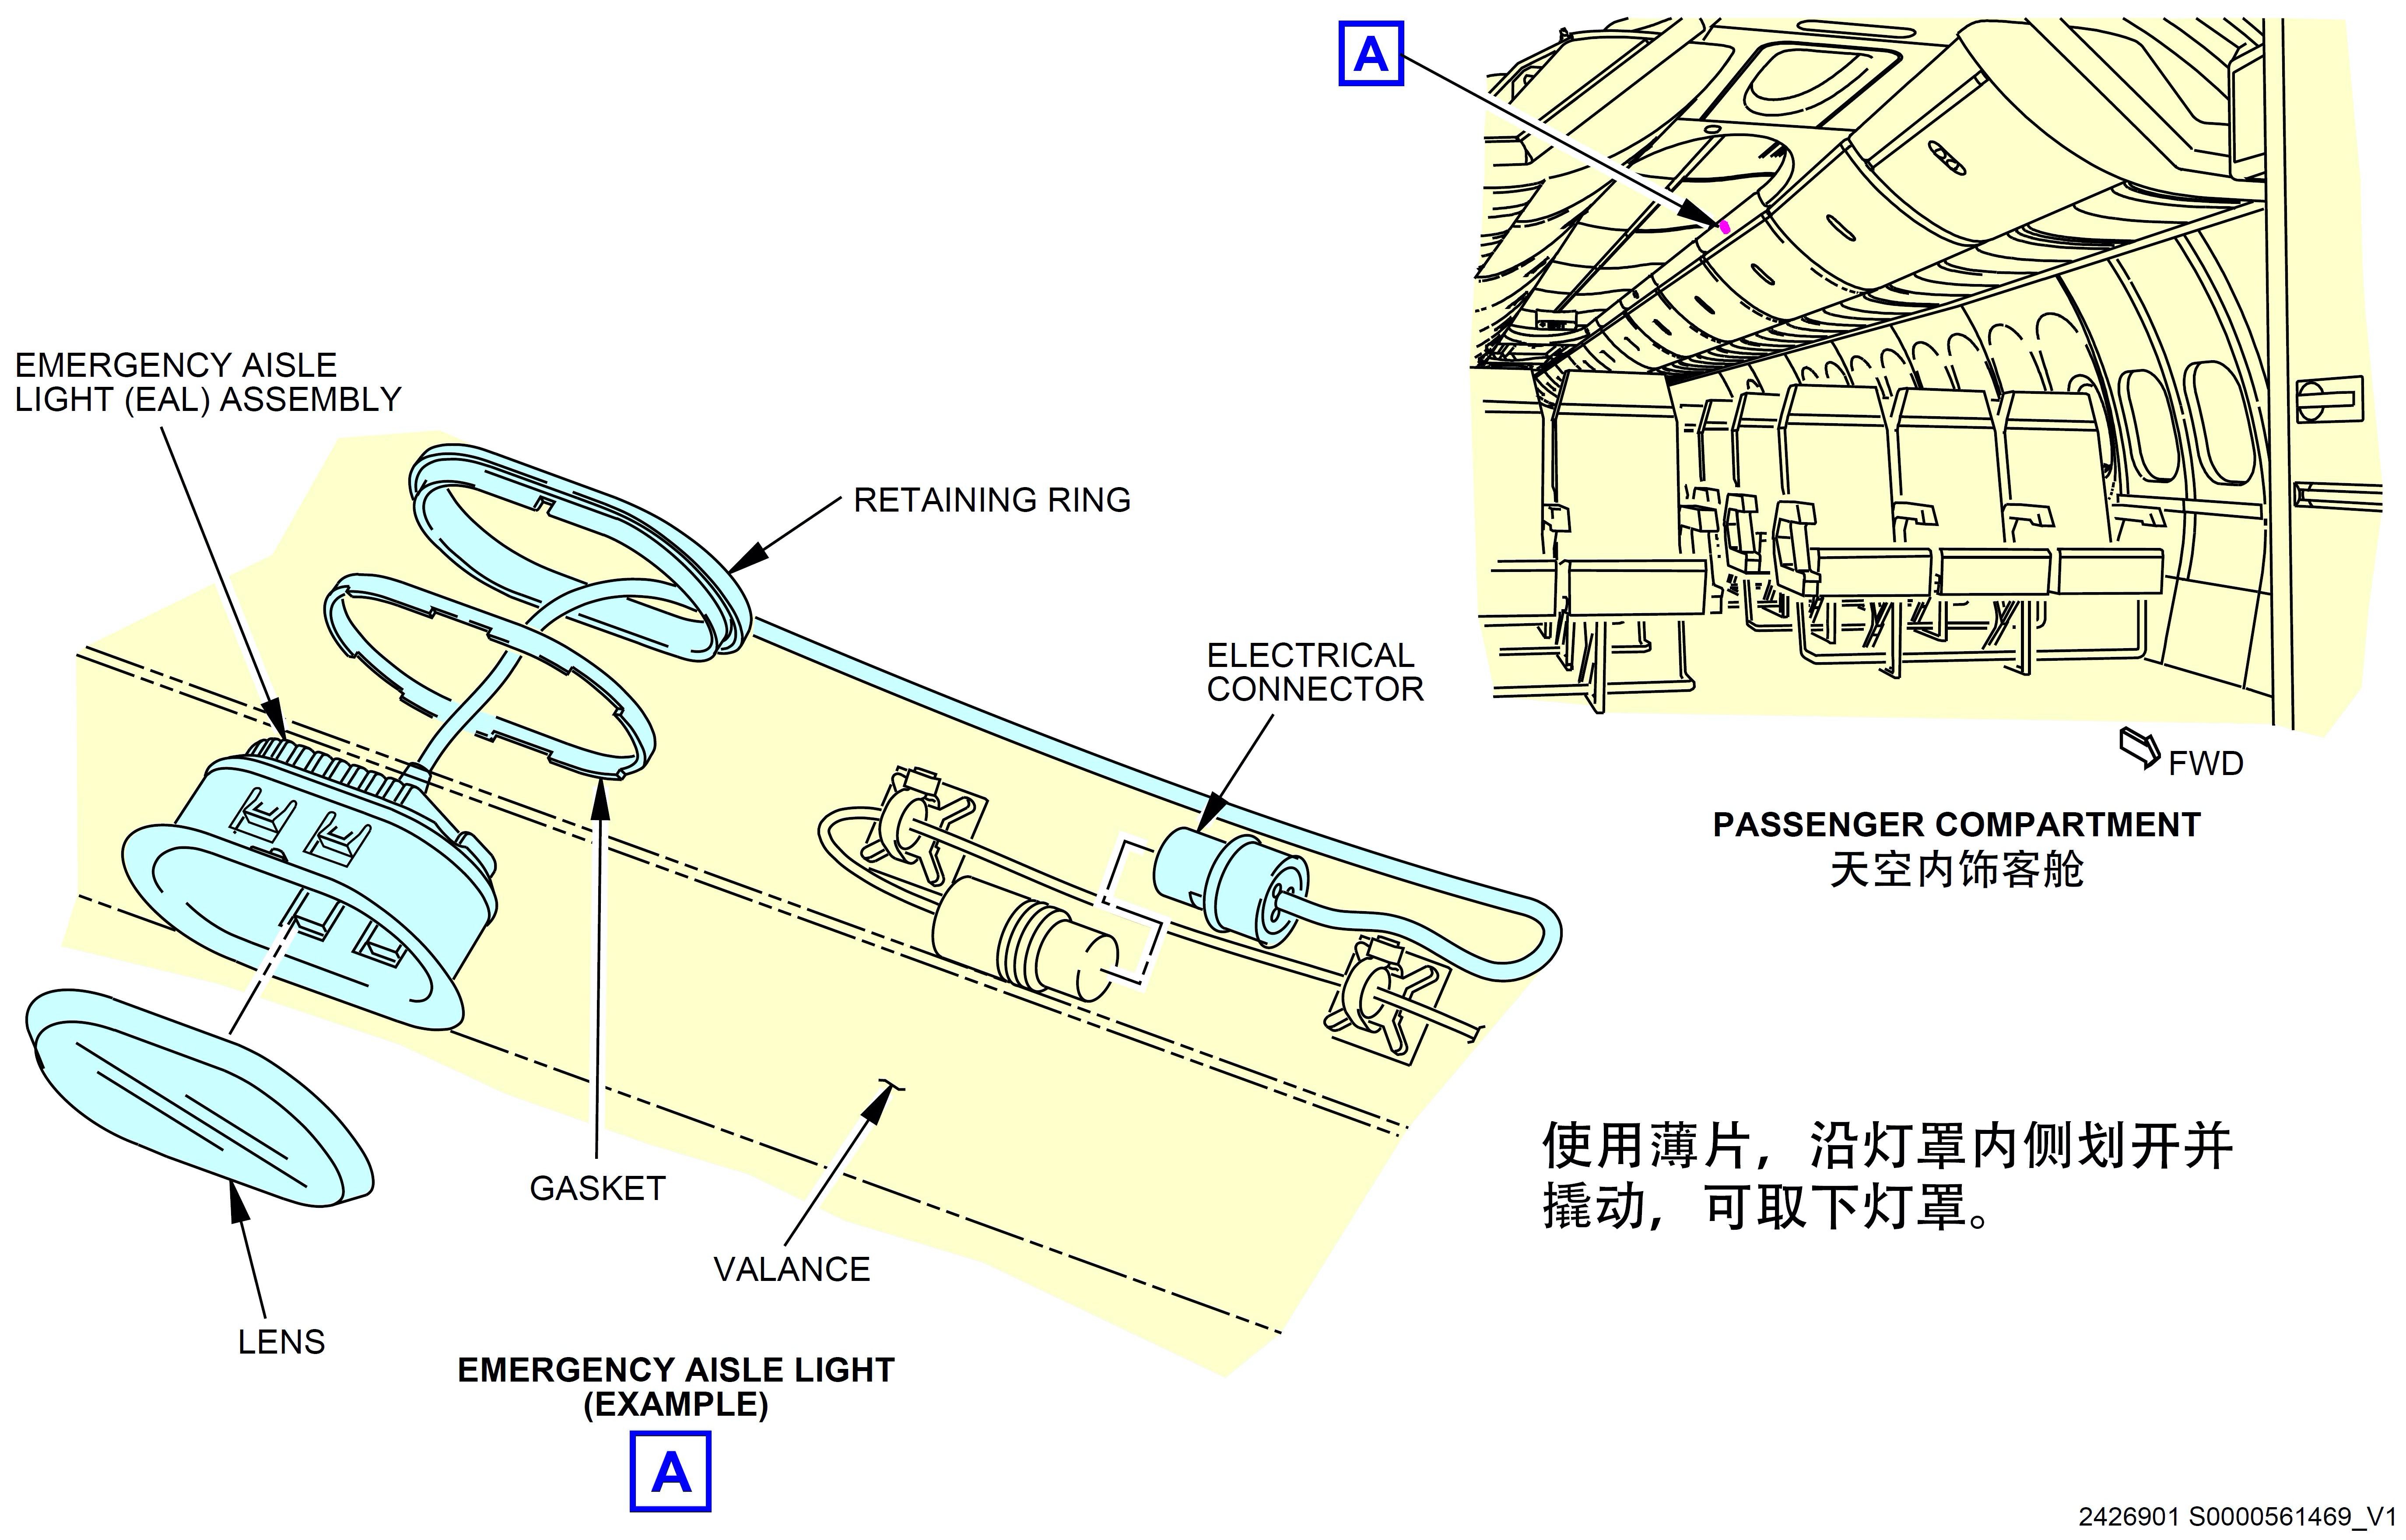 A
EMERGENCY AISLE
LIGHT (EAL) ASSEMBLY
RETAINING RING
ELECTRICAL
CONNECTOR
FWD
PASSENGER COMPARTMENT
天空内饰客舱
使用薄片，沿灯罩内侧划开并
撬动，可取下灯罩。
GASKET
VALANCE
LENS
EMERGENCY AISLE LIGHT
(EXAMPLE)
A
2426901 S0000561469_V1